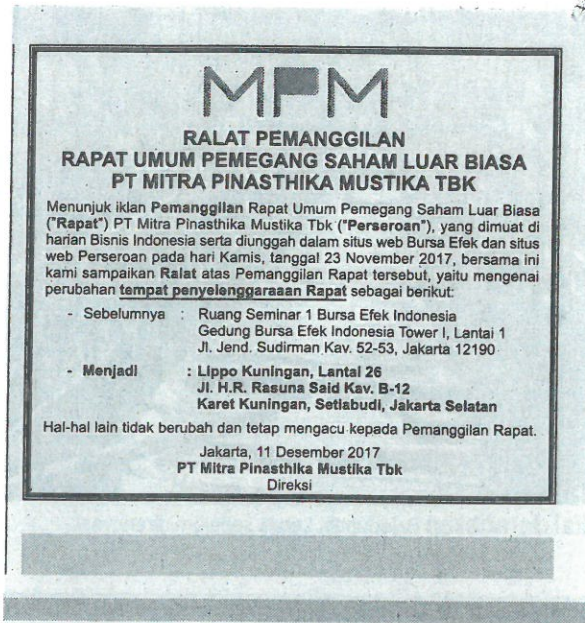 MPM
RALAT PEMANGGILAN
RAPAT UMUM PEMEGANG SAHAM LUAR BIASA
PT MITRA PINASTHIKA MUSTIKA TBK
Menunjuk iklan Pemanggilan Rapat Umum Pemegang Saham Luar Biasa
("Rapat") PT Mitra Pinasthika Mustika Tbk ("Perseroan"), yang dimuat di
harian Bisnis Indonesia serta diunggah dalam situs web Bursa Efek dan situs
web Perseroan pada hari Kamis, tanggal 23 November 2017, bersama ini
kami sampaikan Ralat atas Pemanggilan Rapat tersebut, yaitu mengenai
perubahan tempat penyelenggaraaan Rapat sebagai berikut:
- Sebelumnya : Ruang Seminar 1 Bursa Efek Indonesia
Gedung Bursa Efek Indonesia Tower I, Lantai 1
Jl. Jend. Sudirman Kav. 52-53, Jakarta 12190
- Menjadi : Lippo Kuningan, Lantai 26
Jl. H.R. Rasuna Said Kav. B-12
Karet Kuningan, Setiabudi, Jakarta Selatan
Hal-hal lain tidak berubah dan tetap mengacu kepada Pemanggilan Rapat.
Jakarta, 11 Desember 2017
PT Mitra Pinasthika Mustika Tbk
Direksi